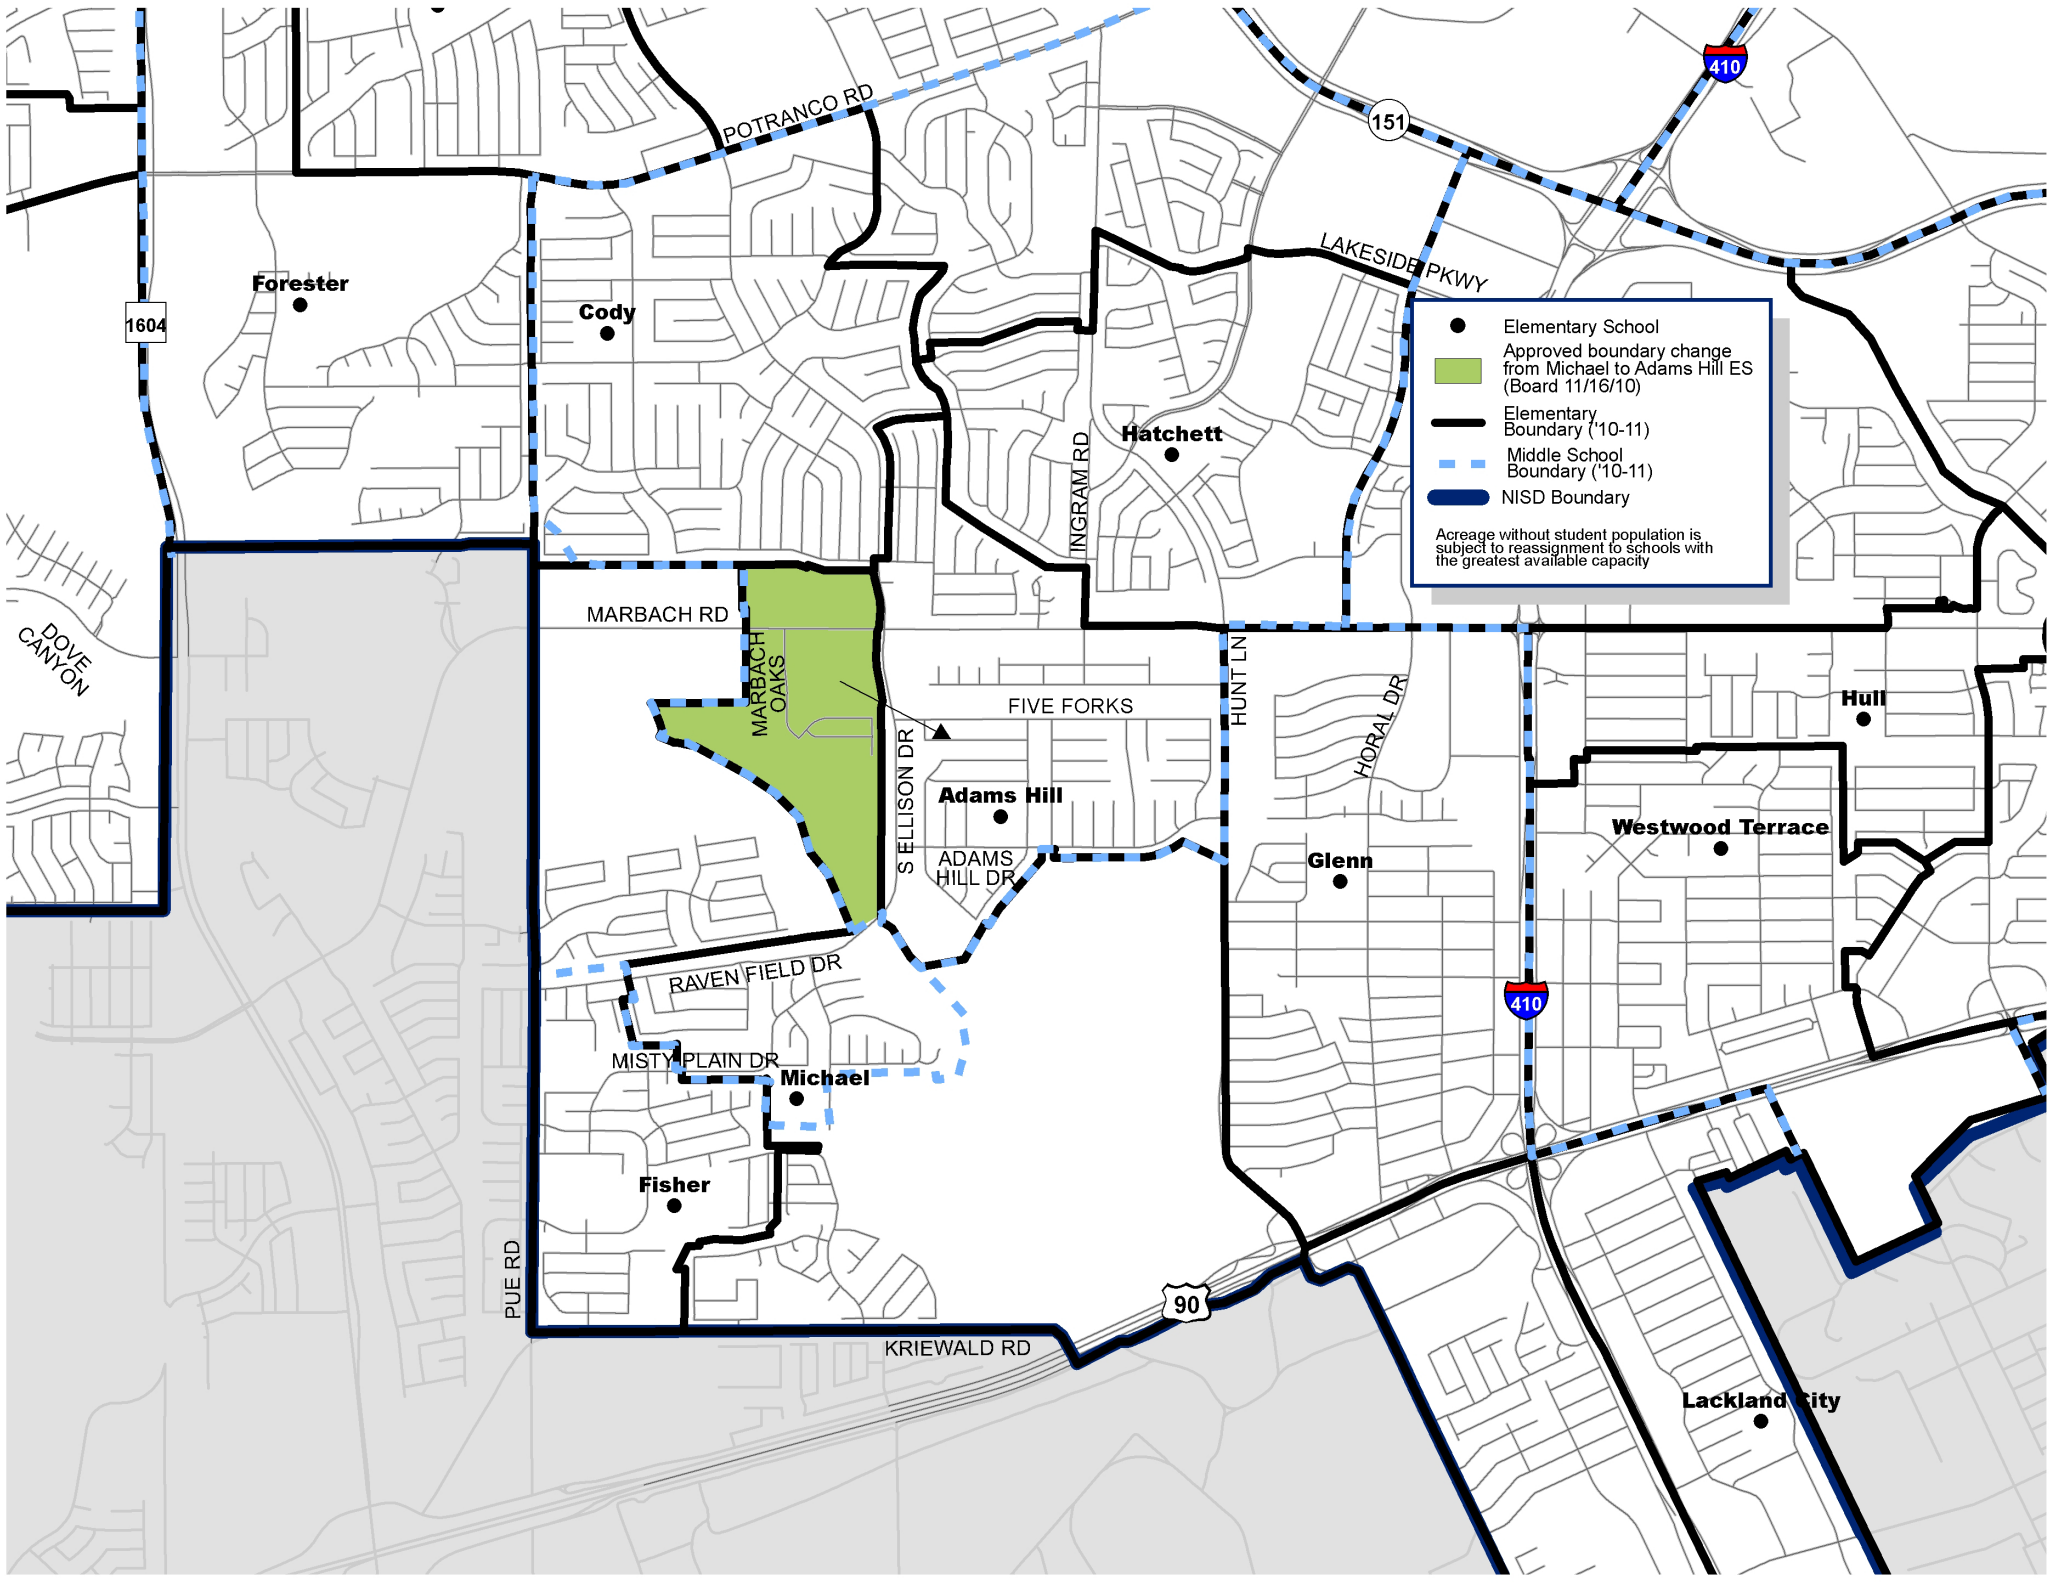 410
POTRANCO RD
151
LAKESIDE PKWY
Forester
Cody
1604
Elementary School
Approved boundary change
from Michael to Adams Hill ES
(Board 11/16/10)
Elementary
Boundary ('10-11)
Middle School
Boundary ('10-11)
NISD Boundary
Acreage without student population is
subject to reassignment to schools with
the greatest available capacity
Hatchett
INGRAM RD
MARBACH RD
DOVE
CANYON
MARBACH
OAKS
HUNT LN
FIVE FORKS
HORAL DR
Hull
S ELLISON DR
Adams Hill
Westwood Terrace
ADAMS
HILL DR
Glenn
RAVEN FIELD DR
410
MISTY PLAIN DR
Michael
Fisher
PUE RD
90
KRIEWALD RD
Lackland City